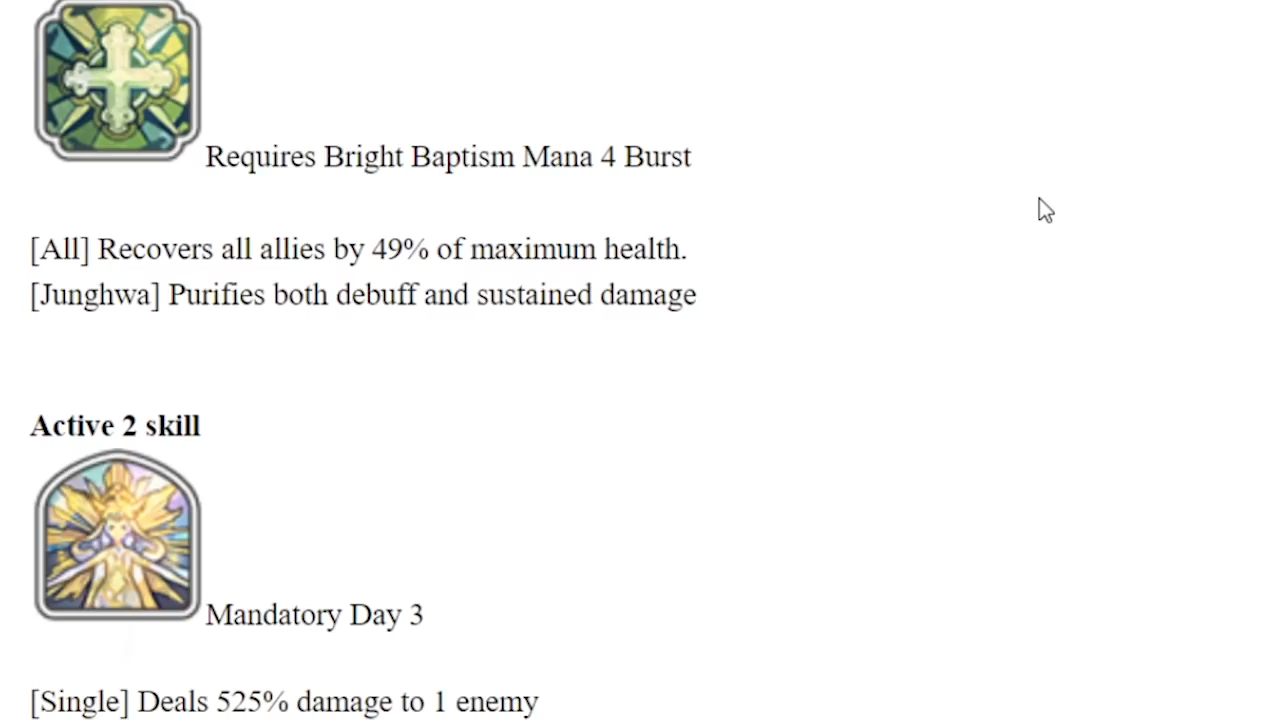 Requires Bright Baptism Mana 4 Burst
[All] Recovers all allies by 49% of maximum health.
[Junghwa] Purifies both debuff and sustained damage
Active 2 skill
Mandatory Day 3
[Single] Deals 525% damage to 1 enemy